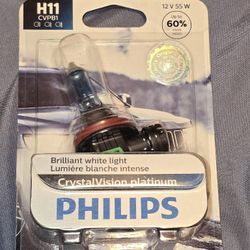 H11
CVPB1
12 V 55 W
Up to
60%
Brilliant white light
Lumière blanche intense
CrystalVision platinum
PHILIPS